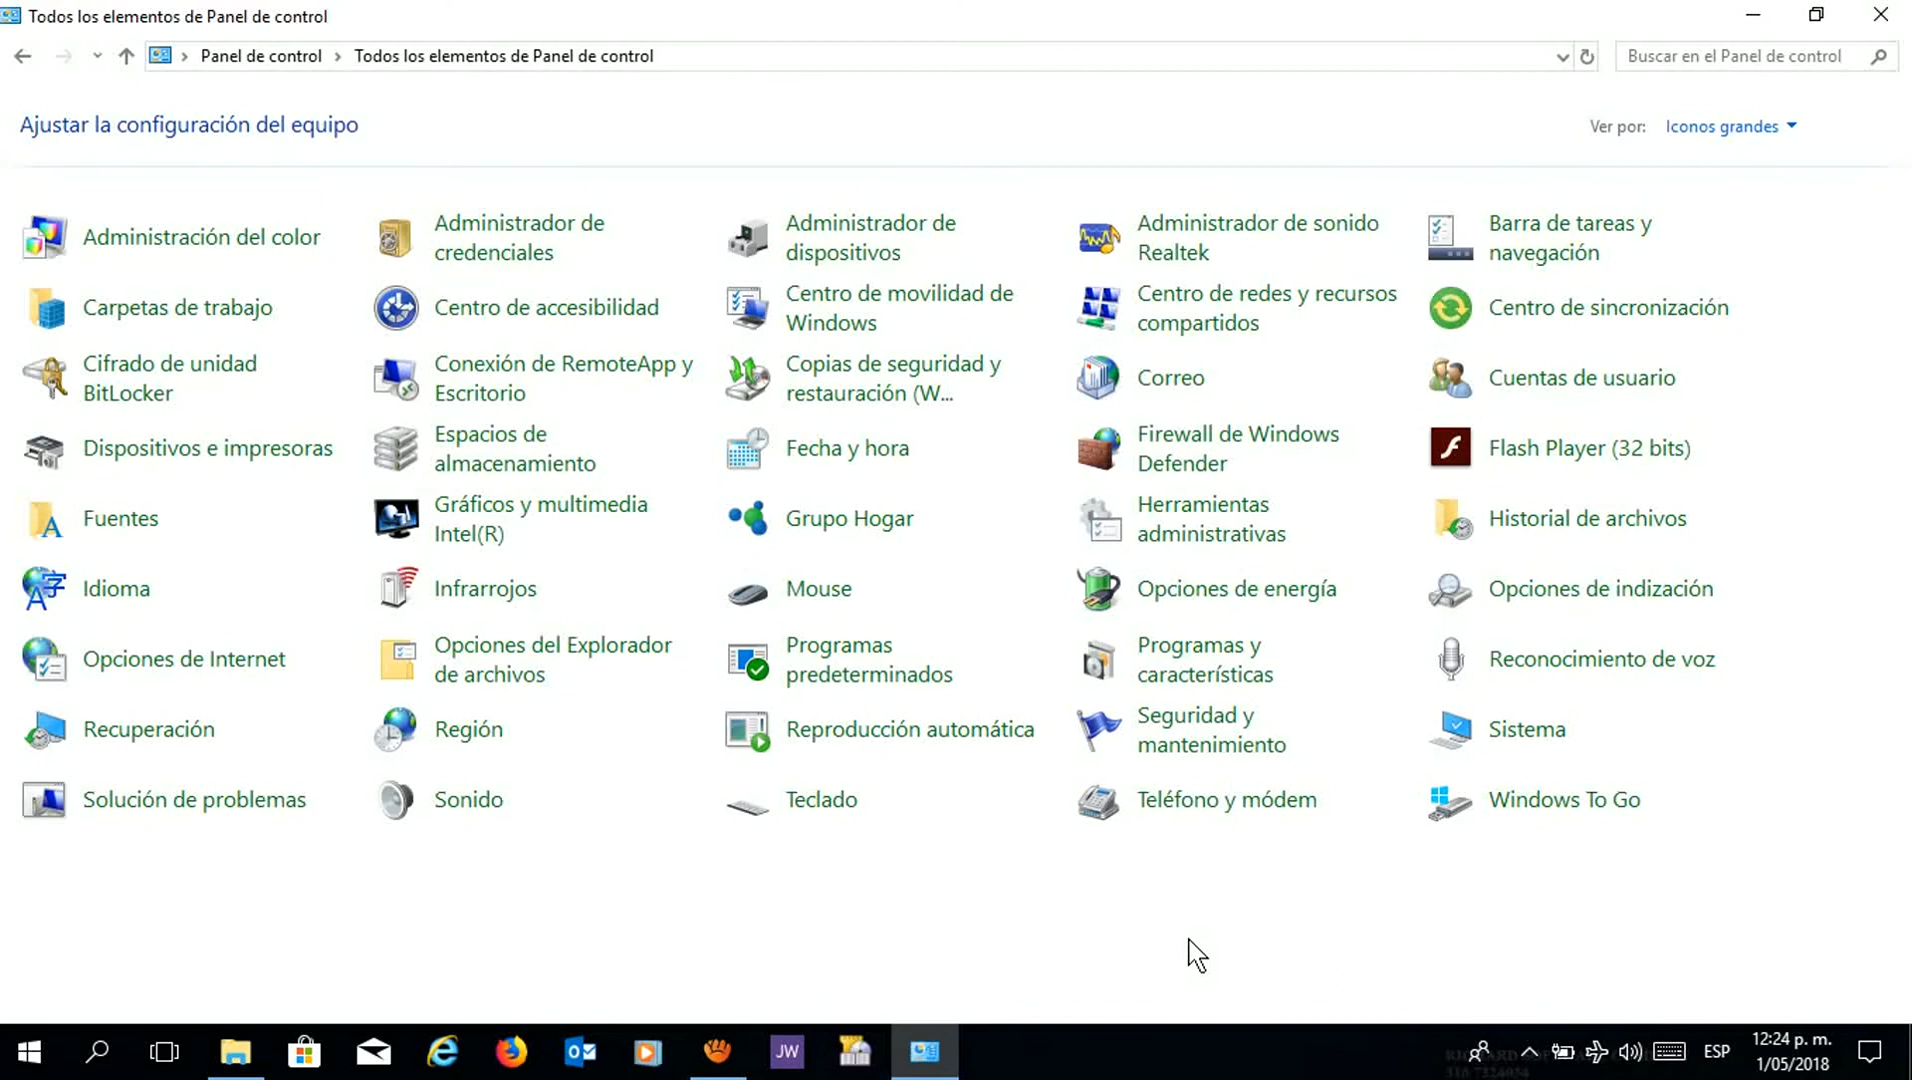 Todos los elementos de Panel de control
Panel de control
Todos los elementos de Panel de control
Buscar en el Panel de control
Ajustar la configuración del equipo
Ver por: Iconos grandes
Administración del color
Administrador de
credenciales
Administrador de
dispositivos
Administrador de sonido
Realtek
Barra de tareas y
navegación
Carpetas de trabajo
Centro de accesibilidad
Centro de movilidad de
Windows
Centro de redes y recursos
compartidos
Centro de sincronización
Cifrado de unidad
BitLocker
Conexión de RemoteApp y
Escritorio
Copias de seguridad y
restauración (W...
Correo
Cuentas de usuario
Dispositivos e impresoras
Espacios de
almacenamiento
Fecha y hora
Firewall de Windows
Defender
Flash Player (32 bits)
Fuentes
Gráficos y multimedia
Intel(R)
Grupo Hogar
Herramientas
administrativas
Historial de archivos
Idioma
Infrarrojos
Mouse
Opciones de energía
Opciones de indización
Opciones de Internet
Opciones del Explorador
de archivos
Programas
predeterminados
Programas y
características
Reconocimiento de voz
Recuperación
Región
Reproducción automática
Seguridad y
mantenimiento
Sistema
Solución de problemas
Sonido
Teclado
Teléfono y módem
Windows To Go
JW
ESP
12:24 p. m.
1/05/2018